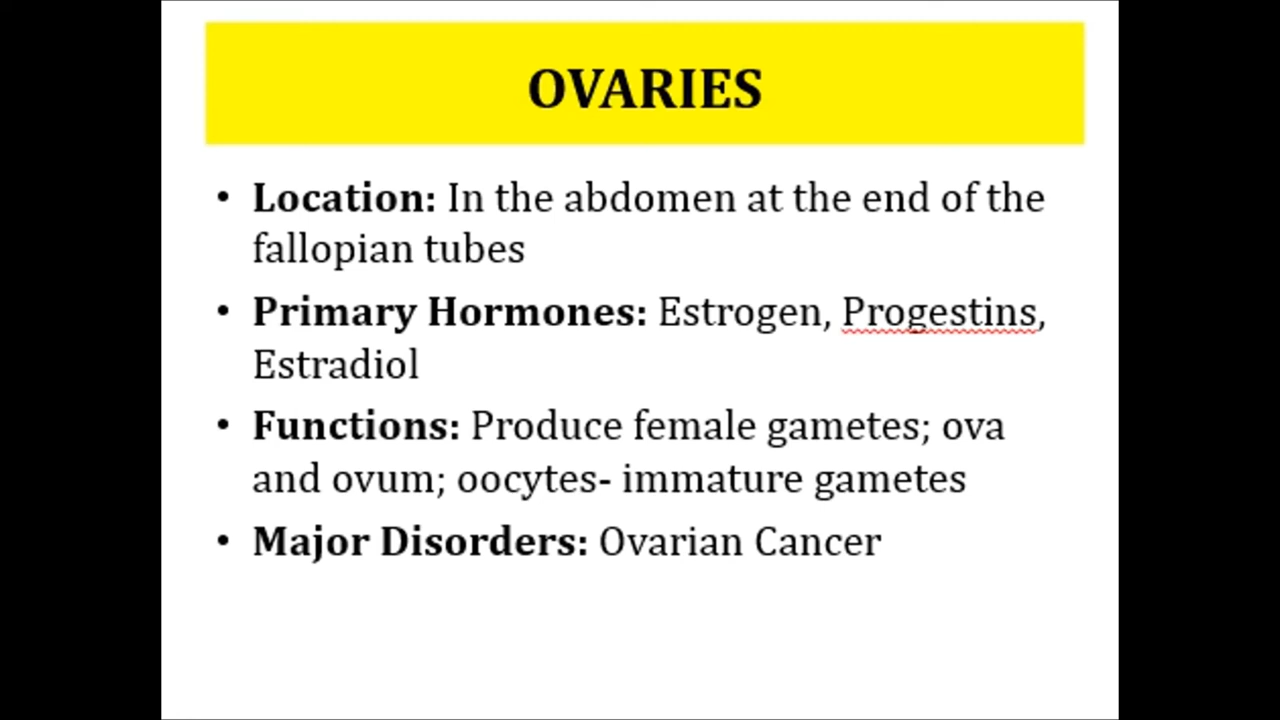 OVARIES
• Location: In the abdomen at the end of the
fallopian tubes
• Primary Hormones: Estrogen, Progestins,
Estradiol
• Functions: Produce female gametes; ova
and ovum; oocytes- immature gametes
• Major Disorders: Ovarian Cancer